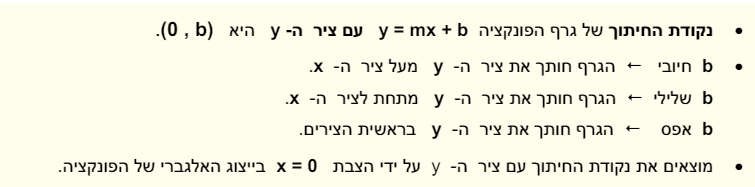 • נקודת החיתוך של גרף הפונקציה y = mx + b עם ציר ה- y היא (0 , b).
• b חיובי ← הגרף חותך את ציר ה- y מעל ציר ה- x.
b שלילי ← הגרף חותך את ציר ה- y מתחת לציר ה- x.
b אפס ← הגרף חותך את ציר ה- y בראשית הצירים.
• מוצאים את נקודת החיתוך עם ציר ה- y על ידי הצבת x = 0 בייצוג האלגברי של הפונקציה.